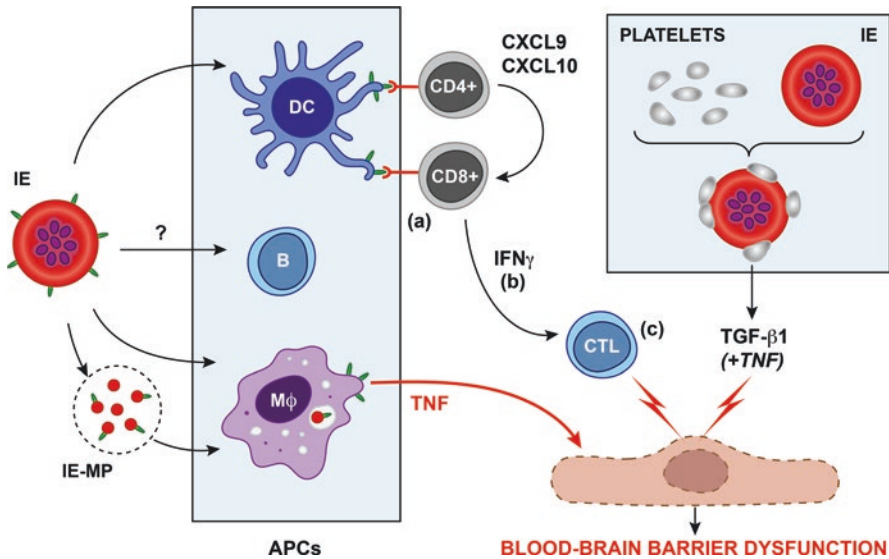 IE
?
IE-MP
DC
B
Mϕ
APCs
CD4+
CD8+
(a)
CXCL9
CXCL10
IFNγ
(b)
CTL
(c)
TNF
PLATELETS
IE
TGF-β1
(+TNF)
BLOOD-BRAIN BARRIER DYSFUNCTION